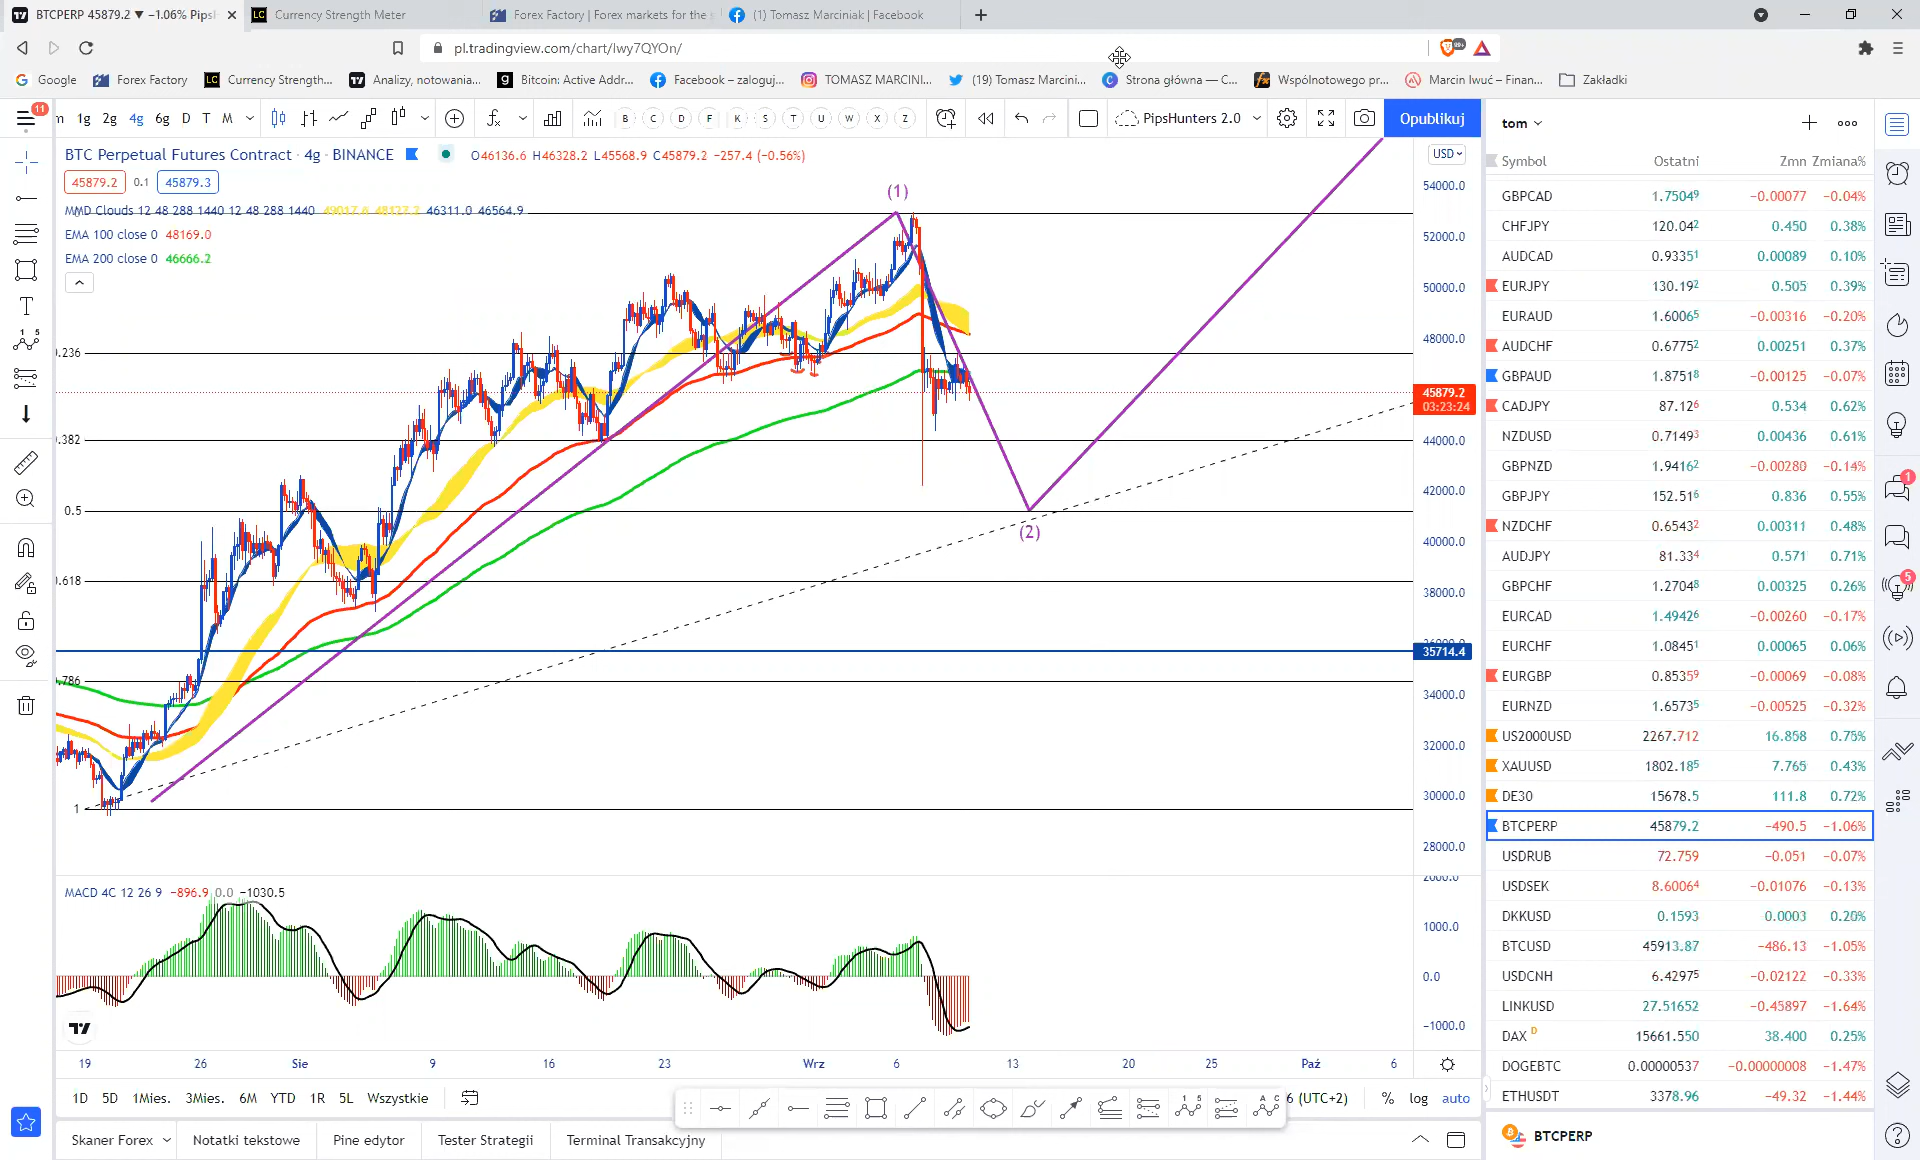 BTCPERP 45879.2 ▼ −1.06% PipsH
Currency Strength Meter
Forex Factory | Forex markets for the s
(1) Tomasz Marciniak | Facebook
pl.tradingview.com/chart/Iwy7QYOn/
99+
Google
Forex Factory
Currency Strength...
Analizy, notowania...
Bitcoin: Active Addr...
Facebook – zaloguj...
TOMASZ MARCINI...
(19) Tomasz Marcini...
Strona główna — C...
Wspólnotowego pr...
Marcin Iwuć – Finan...
Zakładki
11
m 1g 2g 4g 6g D T M
B C D F K S T U W X Z
PipsHunters 2.0
Opublikuj
BTC Perpetual Futures Contract · 4g · BINANCE
O46136.6 H46328.2 L45568.9 C45879.2 −257.4 (−0.56%)
45879.2 0.1 45879.3
MMD Clouds 12 48 288 1440 12 48 288 1440 49017.6 48127.2 46311.0 46564.9
EMA 100 close 0 48169.0
EMA 200 close 0 46666.2
(1)
(2)
.236
.382
0.5
.618
.786
1
USD
54000.0
52000.0
50000.0
48000.0
45879.2
03:23:24
44000.0
42000.0
40000.0
38000.0
36000.0
35714.4
34000.0
32000.0
30000.0
28000.0
MACD 4C 12 26 9 −896.9 0.0 −1030.5
2000.0
1000.0
0.0
−1000.0
19 26 Sie 9 16 23 Wrz 6 13 20 25 Paź 6
1D 5D 1Mies. 3Mies. 6M YTD 1R 5L Wszystkie
6 (UTC+2) % log auto
Skaner Forex
Notatki tekstowe
Pine edytor
Tester Strategii
Terminal Transakcyjny
tom
Symbol Ostatni Zmn Zmiana%
GBPCAD 1.75049 −0.00077 −0.04%
CHFJPY 120.042 0.450 0.38%
AUDCAD 0.93351 0.00089 0.10%
EURJPY 130.192 0.505 0.39%
EURAUD 1.60065 −0.00316 −0.20%
AUDCHF 0.67752 0.00251 0.37%
GBPAUD 1.87518 −0.00125 −0.07%
CADJPY 87.126 0.534 0.62%
NZDUSD 0.71493 0.00436 0.61%
GBPNZD 1.94162 −0.00280 −0.14%
GBPJPY 152.516 0.836 0.55%
NZDCHF 0.65432 0.00311 0.48%
AUDJPY 81.334 0.571 0.71%
GBPCHF 1.27048 0.00325 0.26%
EURCAD 1.49426 −0.00260 −0.17%
EURCHF 1.08451 0.00065 0.06%
EURGBP 0.85359 −0.00069 −0.08%
EURNZD 1.65735 −0.00525 −0.32%
US2000USD 2267.712 16.858 0.75%
XAUUSD 1802.185 7.765 0.43%
DE30 15678.5 111.8 0.72%
BTCPERP 45879.2 −490.5 −1.06%
USDRUB 72.759 −0.051 −0.07%
USDSEK 8.60064 −0.01076 −0.13%
DKKUSD 0.1593 0.0003 0.20%
BTCUSD 45913.87 −486.13 −1.05%
USDCNH 6.42975 −0.02122 −0.33%
LINKUSD 27.51652 −0.45897 −1.64%
DAX D 15661.550 38.400 0.25%
DOGEBTC 0.00000537 −0.00000008 −1.47%
ETHUSDT 3378.96 −49.32 −1.44%
BTCPERP
1
5